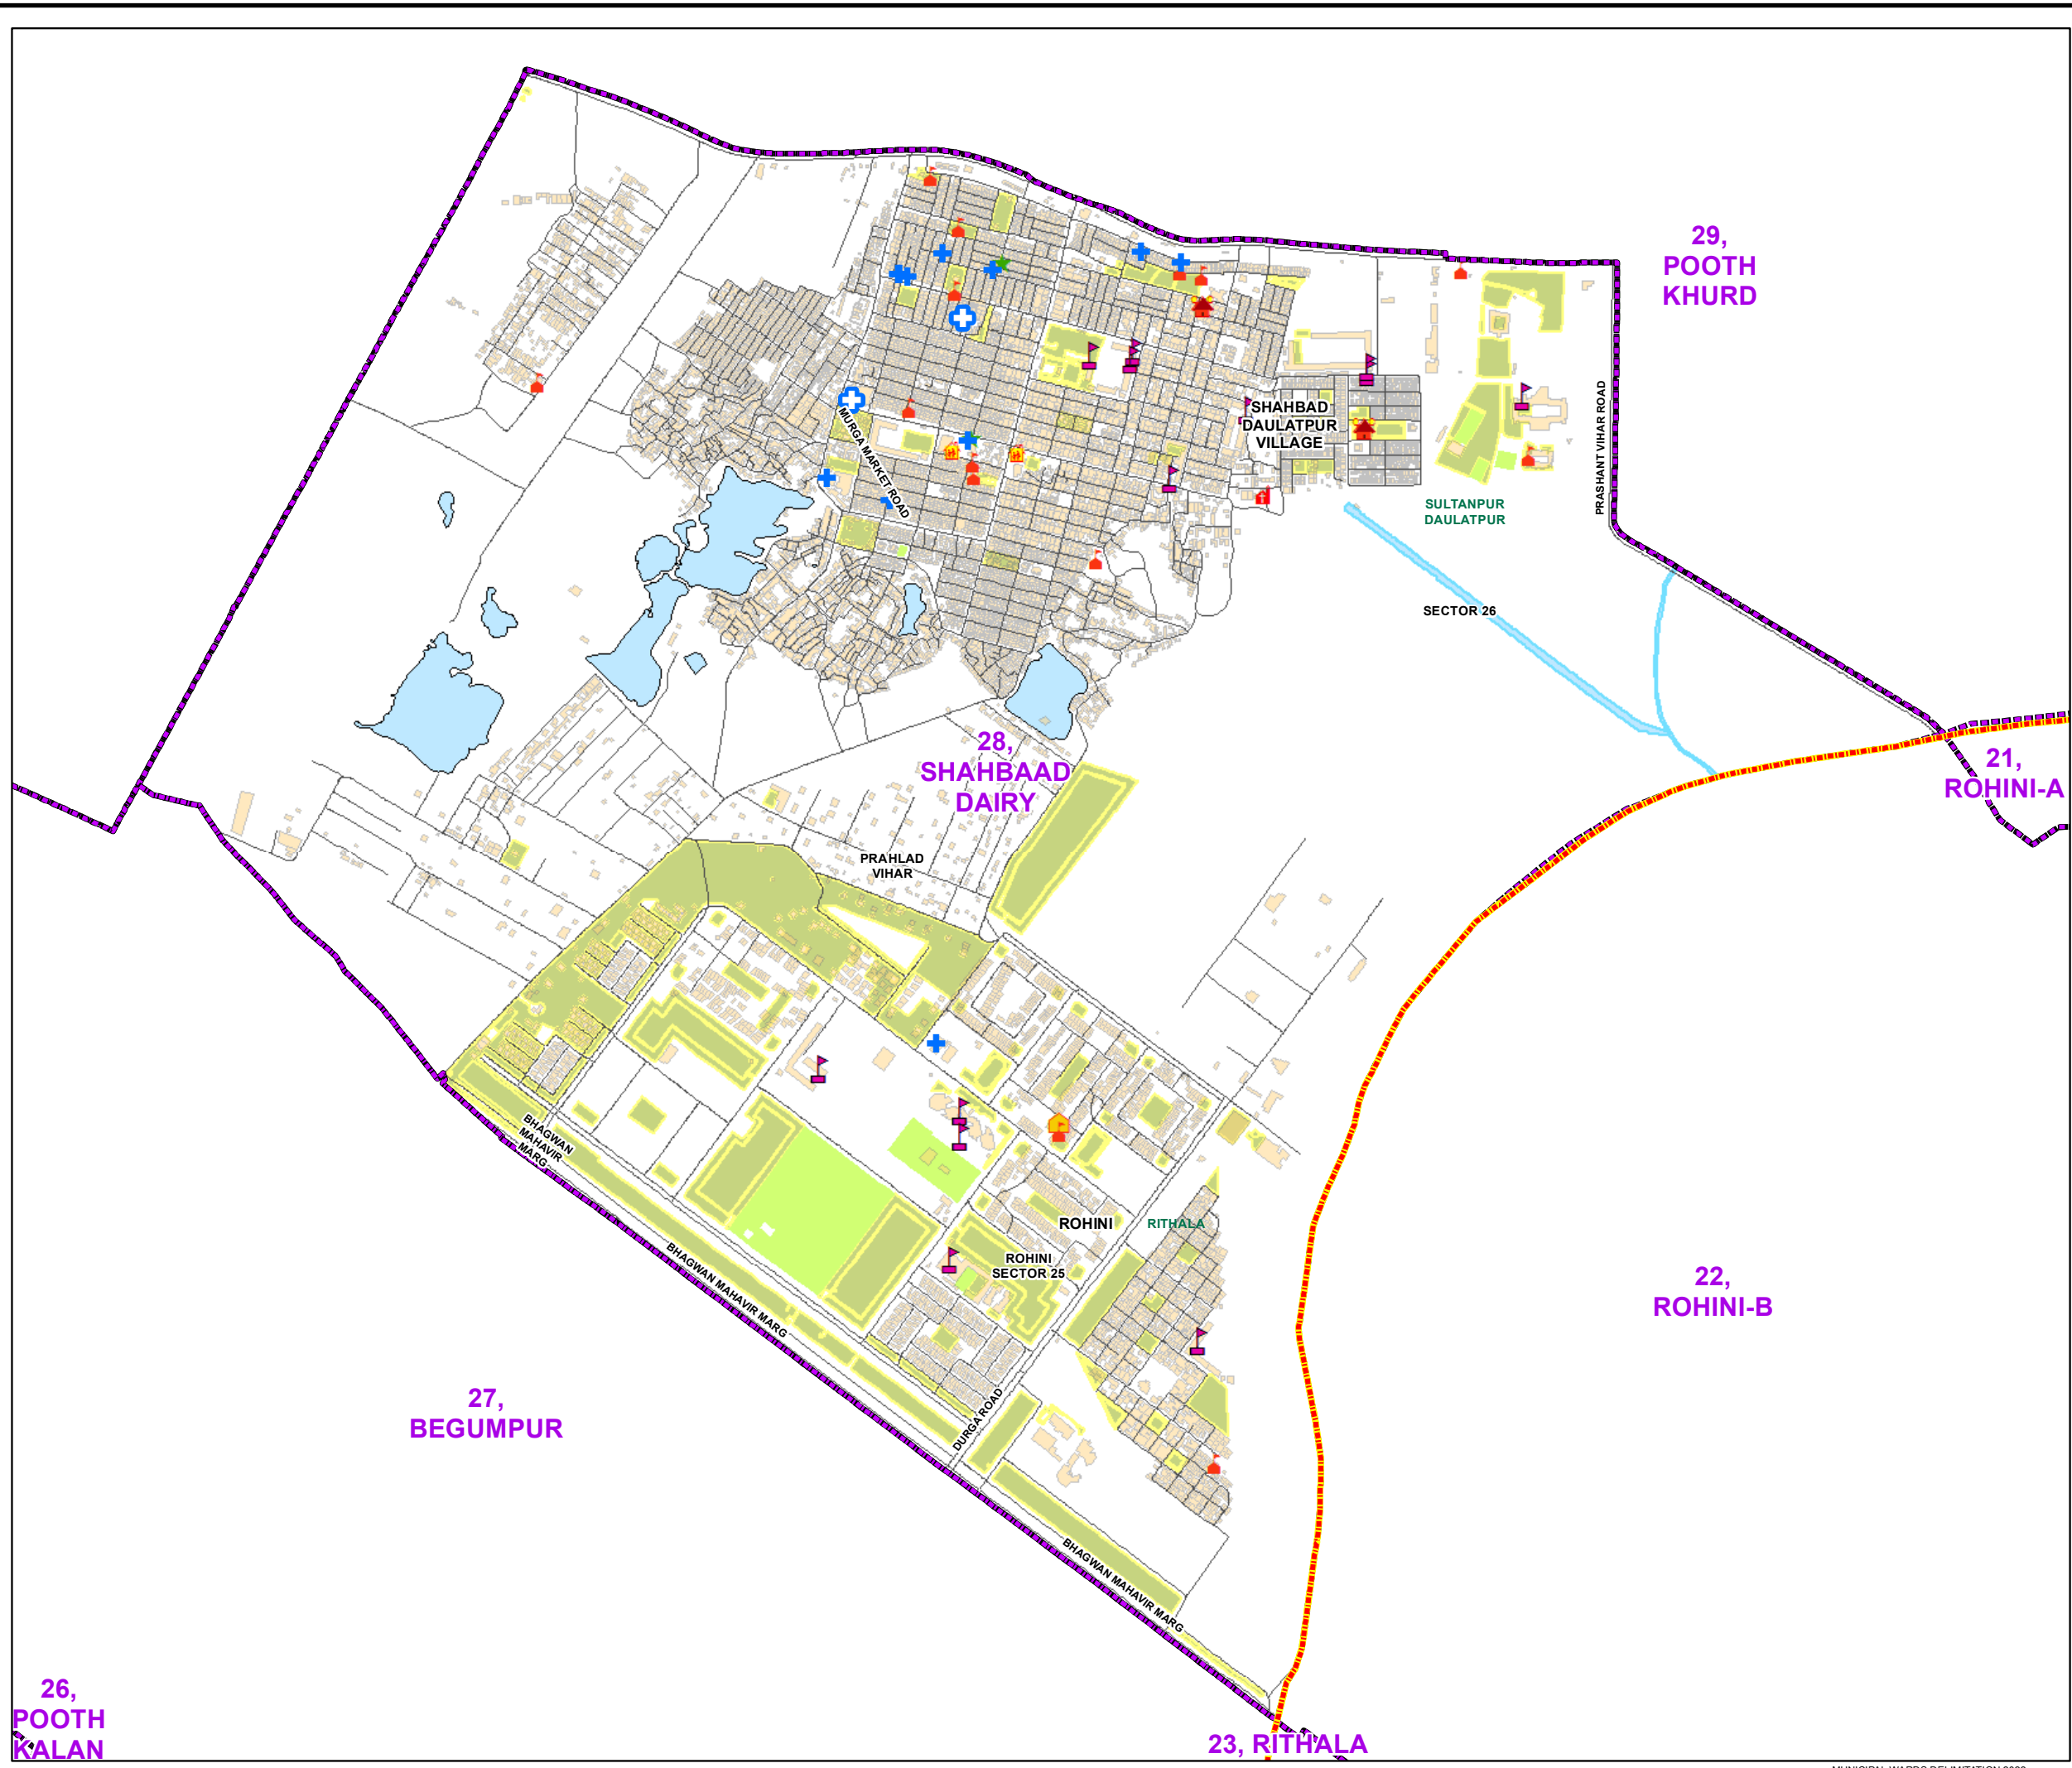 29,
POOTH
KHURD
MURGA MARKET ROAD
SHAHBAD
DAULATPUR
VILLAGE
PRASHANT VIHAR ROAD
SULTANPUR
DAULATPUR
SECTOR 26
28,
SHAHBAAD
DAIRY
21,
ROHINI-A
PRAHLAD
VIHAR
BHAGWAN
MAHAVIR
MARG
ROHINI
RITHALA
BHAGWAN MAHAVIR MARG
ROHINI
SECTOR 25
22,
ROHINI-B
27,
BEGUMPUR
DURGA ROAD
BHAGWAN MAHAVIR MARG
26,
POOTH
KALAN
23, RITHALA